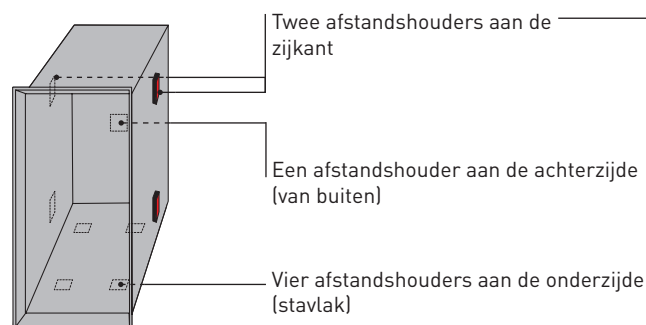 Twee afstandshouders aan de
zijkant
Een afstandshouder aan de achterzijde
(van buiten)
Vier afstandshouders aan de onderzijde
(stavlak)